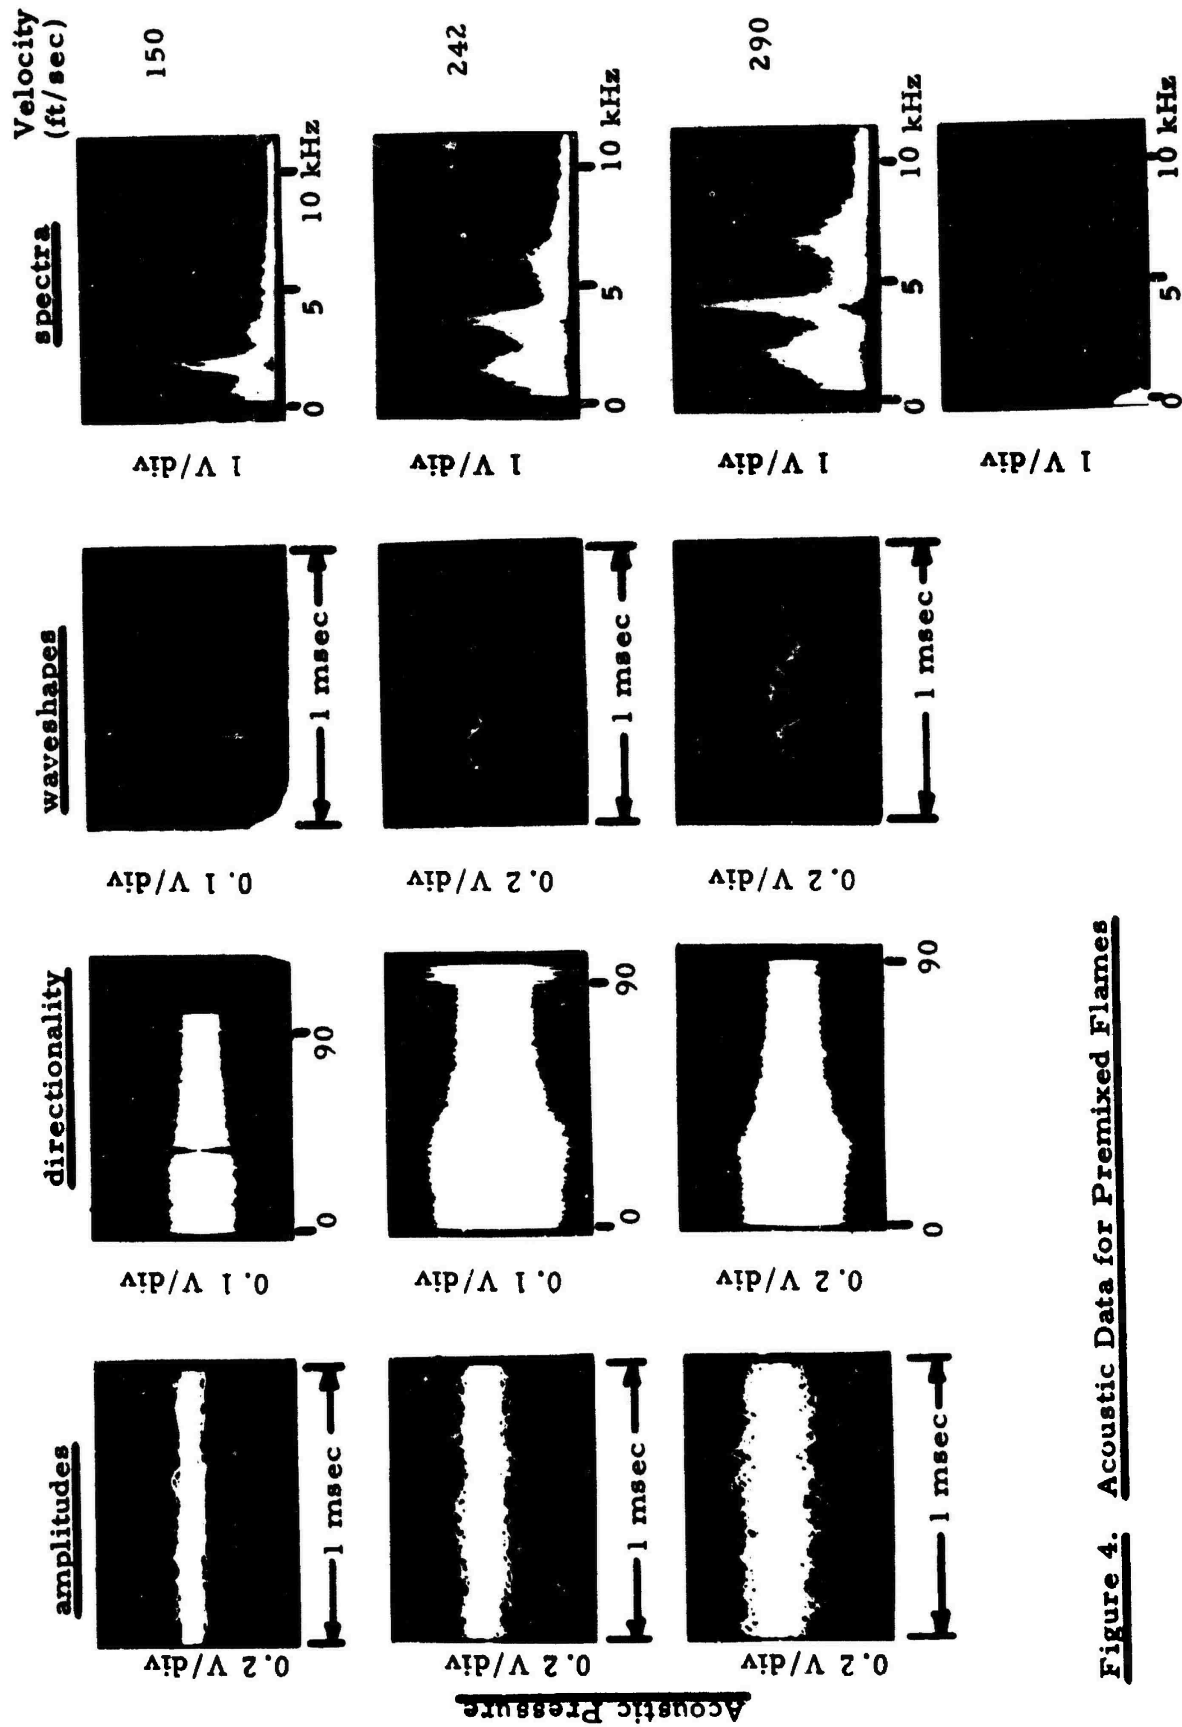 Velocity
(ft/sec)
amplitudes
directionality
waveshapes
spectra
Acoustic Pressure
0.2 V/div
1 msec
0.1 V/div
0
90
0.1 V/div
1 msec
1 V/div
0
5
10 kHz
150
0.2 V/div
1 msec
0.1 V/div
0
90
0.2 V/div
1 msec
1 V/div
0
5
10 kHz
242
0.2 V/div
1 msec
0.2 V/div
0
90
0.2 V/div
1 msec
1 V/div
0
5
10 kHz
290
1 V/div
0
5
10 kHz
Figure 4. Acoustic Data for Premixed Flames